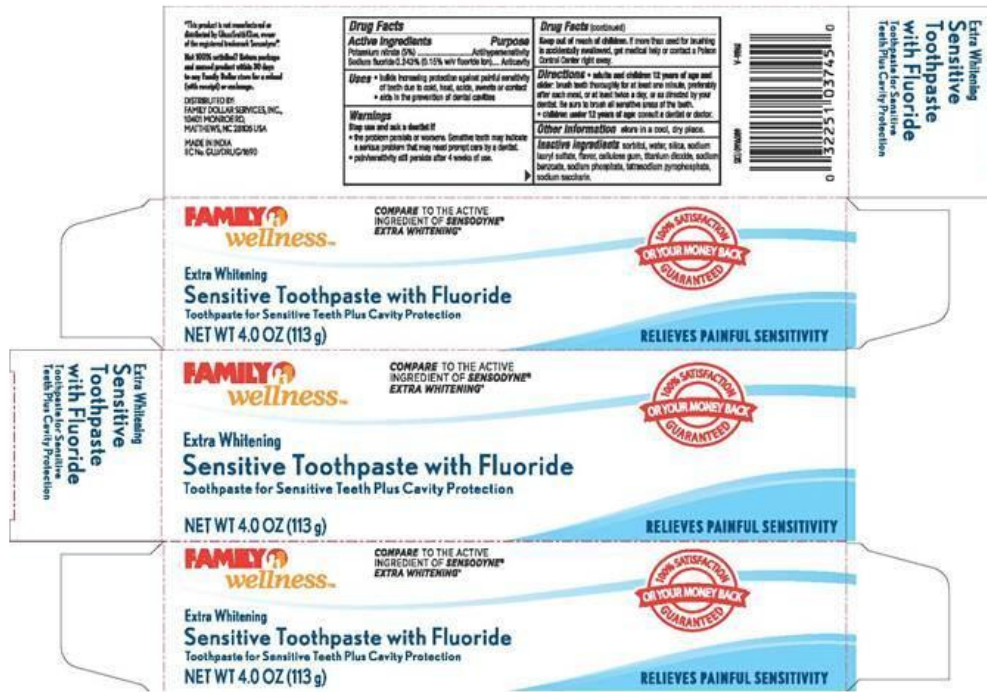 *This product is not manufactured or
distributed by GlaxoSmithKline, owner
of the registered trademark Sensodyne®.
Not 100% satisfied? Return package
and unused product within 30 days
to any Family Dollar store for a refund
(with receipt) or exchange.
DISTRIBUTED BY:
FAMILY DOLLAR SERVICES, INC.,
10401 MONROE RD,
MATTHEWS, NC 28105 USA
MADE IN INDIA
Drug Facts
Active Ingredients Purpose
Potassium nitrate (5%) Antihypersensitivity
Sodium fluoride 0.243% (0.15% w/v fluoride ion) Anticavity
Uses • builds increasing protection against painful sensitivity
of teeth due to cold, heat, acids, sweets or contact
• aids in the prevention of dental cavities
Warnings
Stop use and ask a dentist if
• the problem persists or worsens. Sensitive teeth may indicate
a serious problem that may need prompt care by a dentist.
• pain/sensitivity still persists after 4 weeks of use.
Drug Facts (continued)
Keep out of reach of children. If more than used for brushing
is accidentally swallowed, get medical help or contact a Poison
Control Center right away.
Directions • adults and children 12 years of age and
older: brush teeth thoroughly for at least one minute, preferably
after each meal, or at least twice a day, or as directed by your
dentist. Be sure to brush all sensitive areas of the teeth.
• children under 12 years of age: consult a dentist or doctor.
Other Information store in a cool, dry place.
Inactive Ingredients sorbitol, water, silica, sodium
lauryl sulfate, flavor, cellulose gum, titanium dioxide, sodium
benzoate, sodium phosphate, tetrasodium pyrophosphate,
sodium saccharin.
0 32251 03745 0
Extra Whitening
Sensitive
Toothpaste
with Fluoride
Toothpaste for Sensitive
Teeth Plus Cavity Protection
FAMILY
wellness™
COMPARE TO THE ACTIVE
INGREDIENT OF SENSODYNE®
EXTRA WHITENING*
100% SATISFACTION
OR YOUR MONEY BACK
GUARANTEED
Extra Whitening
Sensitive Toothpaste with Fluoride
Toothpaste for Sensitive Teeth Plus Cavity Protection
NET WT 4.0 OZ (113 g)
RELIEVES PAINFUL SENSITIVITY
Extra Whitening
Sensitive
Toothpaste
with Fluoride
Toothpaste for Sensitive
Teeth Plus Cavity Protection
FAMILY
wellness™
COMPARE TO THE ACTIVE
INGREDIENT OF SENSODYNE®
EXTRA WHITENING*
100% SATISFACTION
OR YOUR MONEY BACK
GUARANTEED
Extra Whitening
Sensitive Toothpaste with Fluoride
Toothpaste for Sensitive Teeth Plus Cavity Protection
NET WT 4.0 OZ (113 g)
RELIEVES PAINFUL SENSITIVITY
FAMILY
wellness™
COMPARE TO THE ACTIVE
INGREDIENT OF SENSODYNE®
EXTRA WHITENING*
100% SATISFACTION
OR YOUR MONEY BACK
GUARANTEED
Extra Whitening
Sensitive Toothpaste with Fluoride
Toothpaste for Sensitive Teeth Plus Cavity Protection
NET WT 4.0 OZ (113 g)
RELIEVES PAINFUL SENSITIVITY